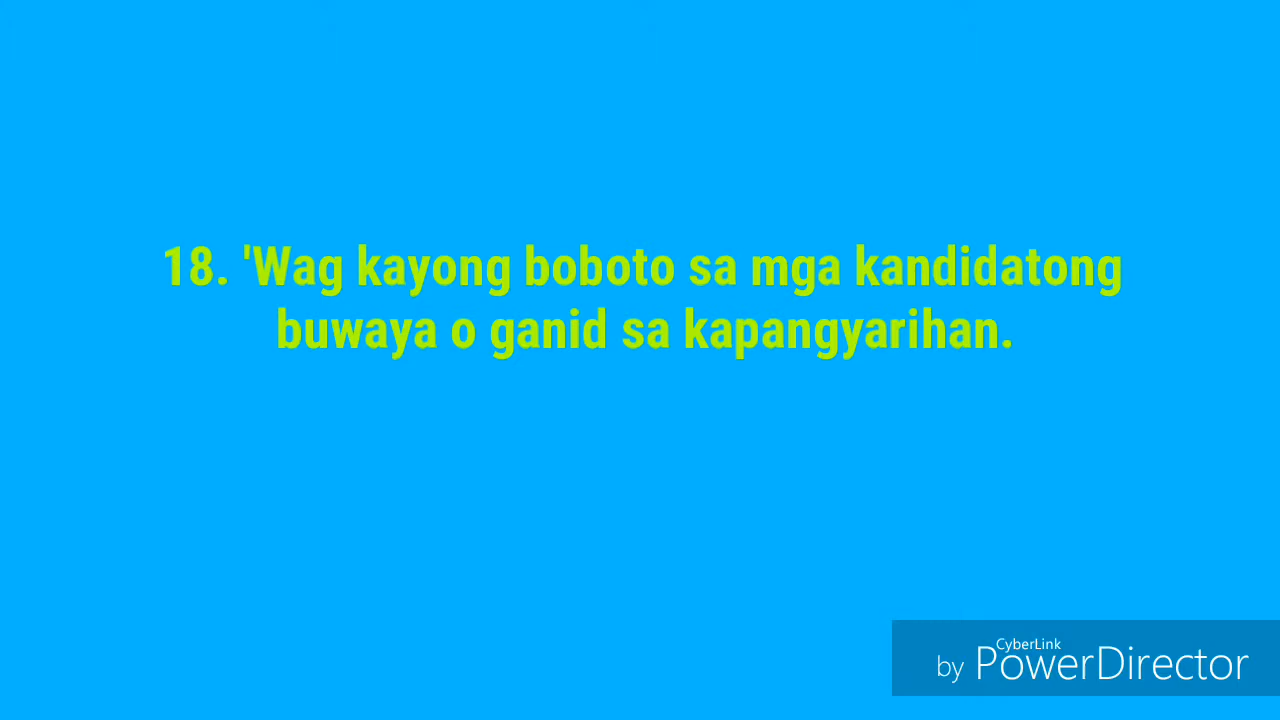 18. 'Wag kayong boboto sa mga kandidatong
buwaya o ganid sa kapangyarihan.
CyberLink
by PowerDirector